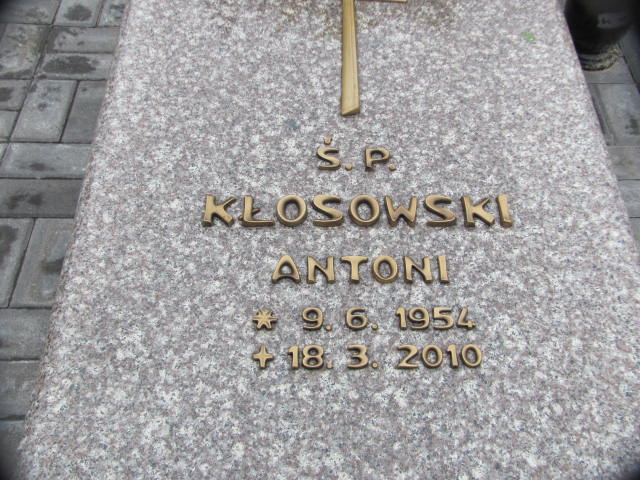 Ś. P.
KŁOSOWSKI
ANTONI
* 9. 6. 1954
+ 18. 3. 2010